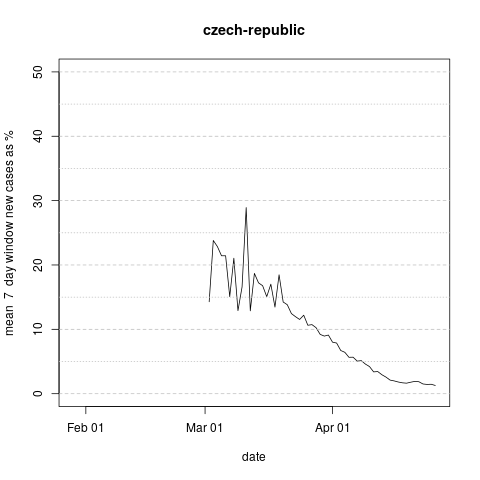 czech-republic
mean  7  day window new cases as %
50
40
30
20
10
0
Feb 01
Mar 01
Apr 01
date